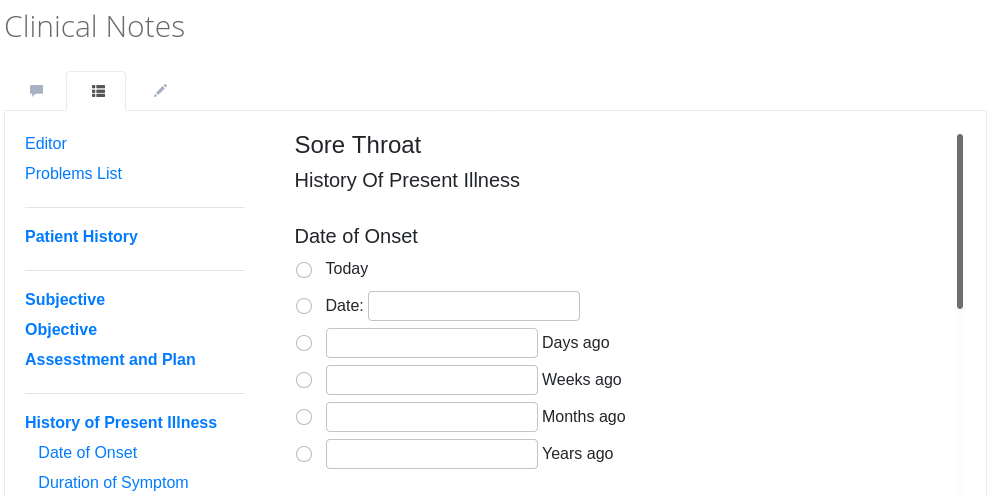 Clinical Notes
Editor
Problems List
Patient History
Subjective
Objective
Assesstment and Plan
History of Present Illness
Date of Onset
Duration of Symptom
Sore Throat
History Of Present Illness
Date of Onset
Today
Date:
Days ago
Weeks ago
Months ago
Years ago